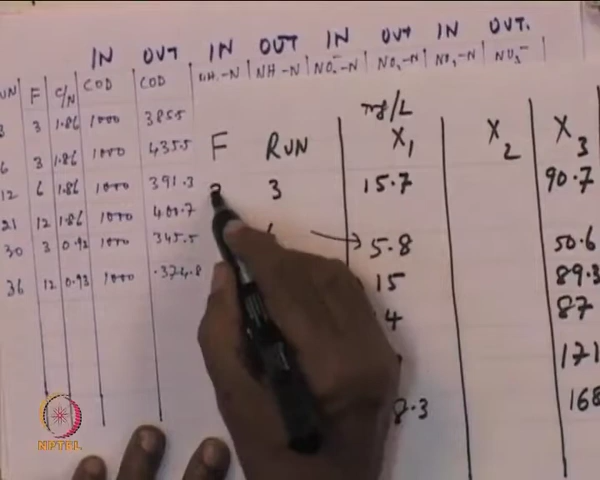 IN OUT IN OUT IN OUT IN OUT.
RUN F C/N COD COD NH4-N NH-N NO2-N NO2-N NO3-N NO3-
3 3 1.86 1000 385.5
6 3 1.86 1000 435.5
12 6 1.86 1000 391.3
21 12 1.86 1000 400.7
30 3 0.92 1000 345.5
36 12 0.93 1000 .374.8
mg/L
F RUN X1 X2 X3
3 15.7 90.7
5.8 50.6
15 89.3
4 87
171
8.3 168
NPTEL